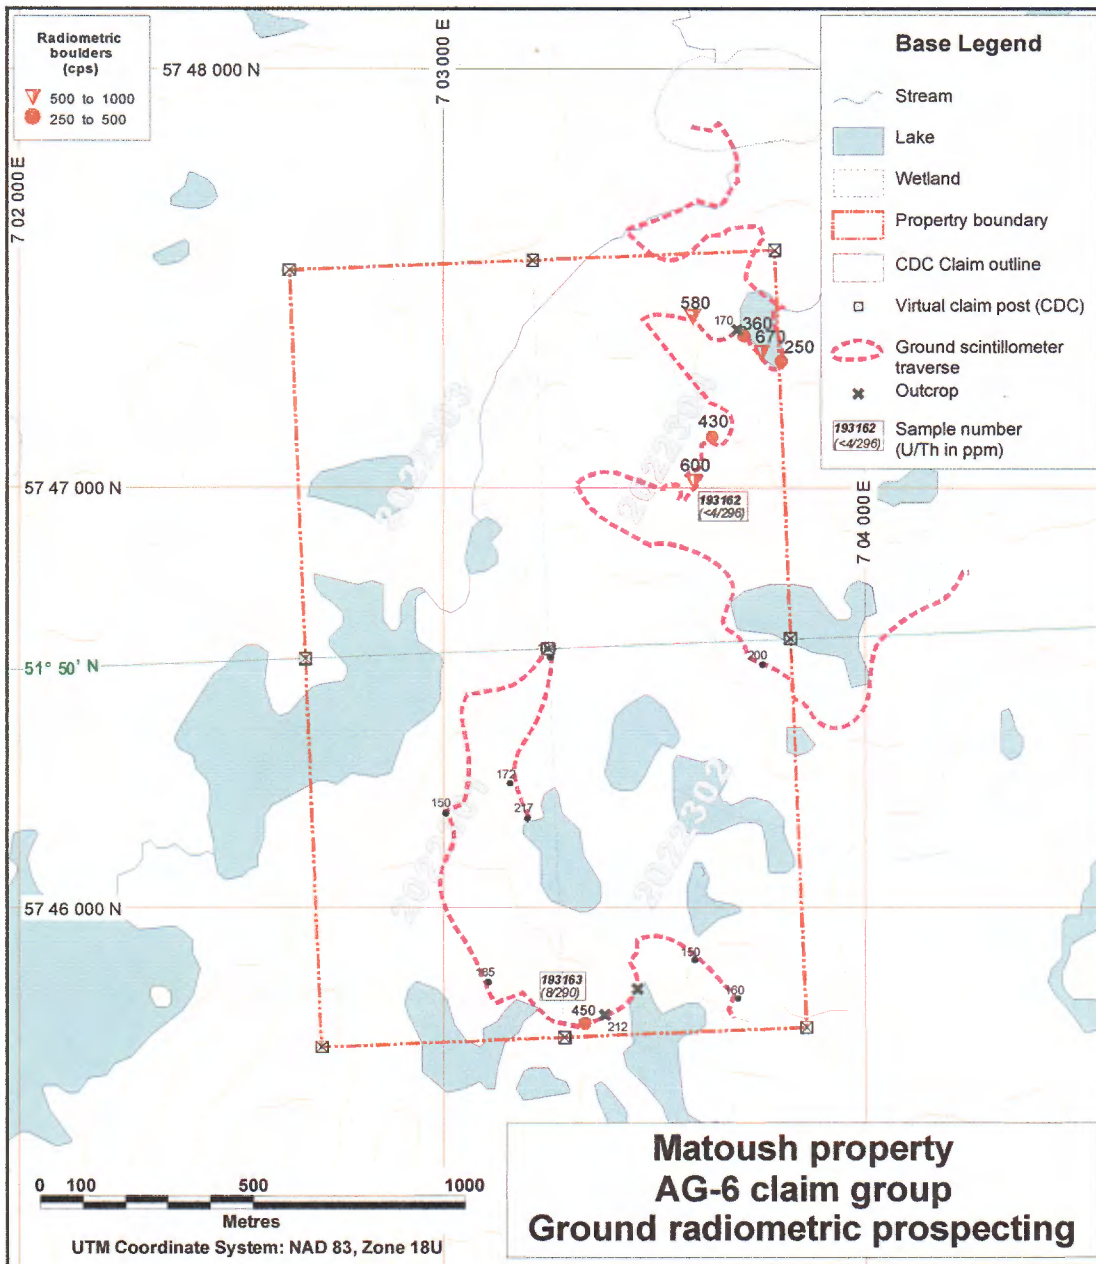 Radiometric
boulders
(cps)
500 to 1000
250 to 500
57 48 000 N
7 03 000 E
7 02 000 E
Base Legend
Stream
Lake
Wetland
Propertry boundary
CDC Claim outline
Virtual claim post (CDC)
Ground scintillometer
traverse
Outcrop
193162
(<4/296)
Sample number
(U/Th in ppm)
580
170
360
670
250
2022303
430
600
57 47 000 N
193162
(<4/296)
7 04 000 E
51° 50' N
200
172
150
217
2022302
57 46 000 N
150
185
193163
(8/290)
160
450
212
0 100 500 1000
Metres
UTM Coordinate System: NAD 83, Zone 18U
Matoush property
AG-6 claim group
Ground radiometric prospecting